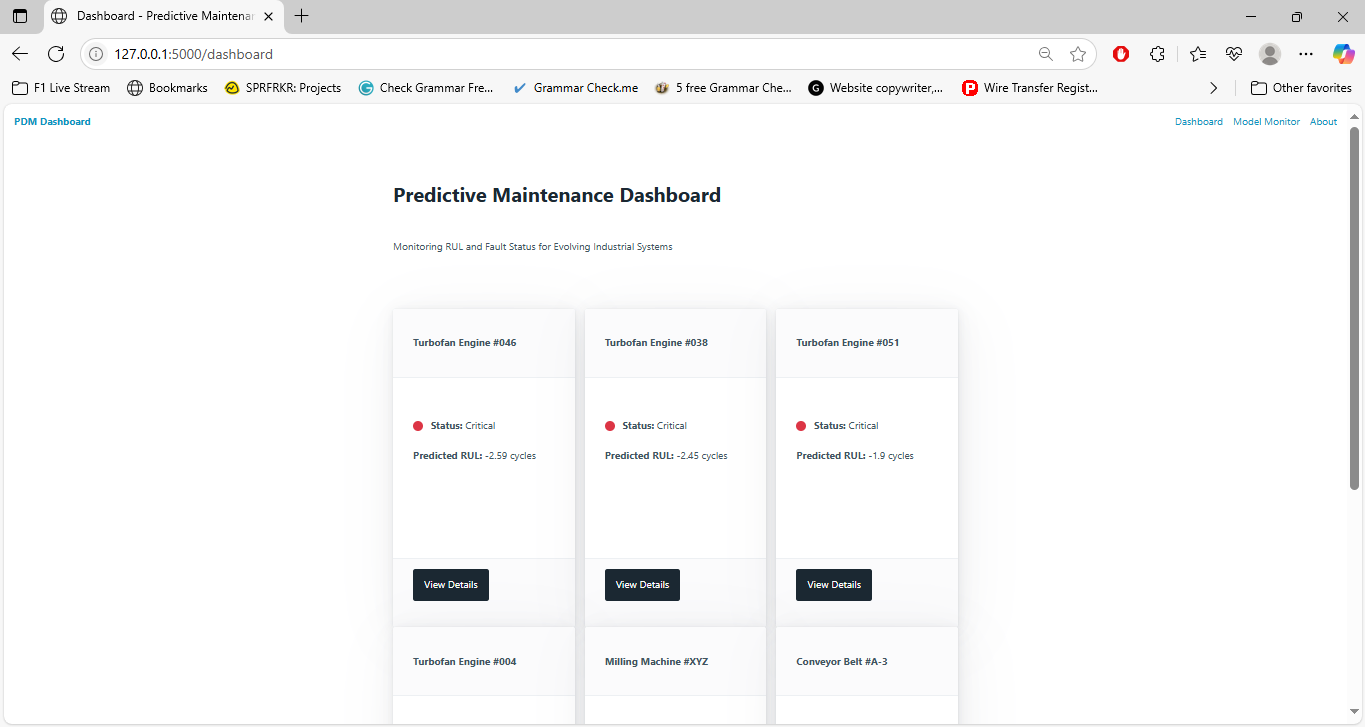 Dashboard - Predictive Maintenan
127.0.0.1:5000/dashboard
F1 Live Stream Bookmarks SPRFRKR: Projects Check Grammar Fre... Grammar Check.me 5 free Grammar Che... Website copywriter,... Wire Transfer Regist... Other favorites
PDM Dashboard Dashboard Model Monitor About
Predictive Maintenance Dashboard
Monitoring RUL and Fault Status for Evolving Industrial Systems
Turbofan Engine #046 Turbofan Engine #038 Turbofan Engine #051
Status: Critical Status: Critical Status: Critical
Predicted RUL: -2.59 cycles Predicted RUL: -2.45 cycles Predicted RUL: -1.9 cycles
View Details View Details View Details
Turbofan Engine #004 Milling Machine #XYZ Conveyor Belt #A-3